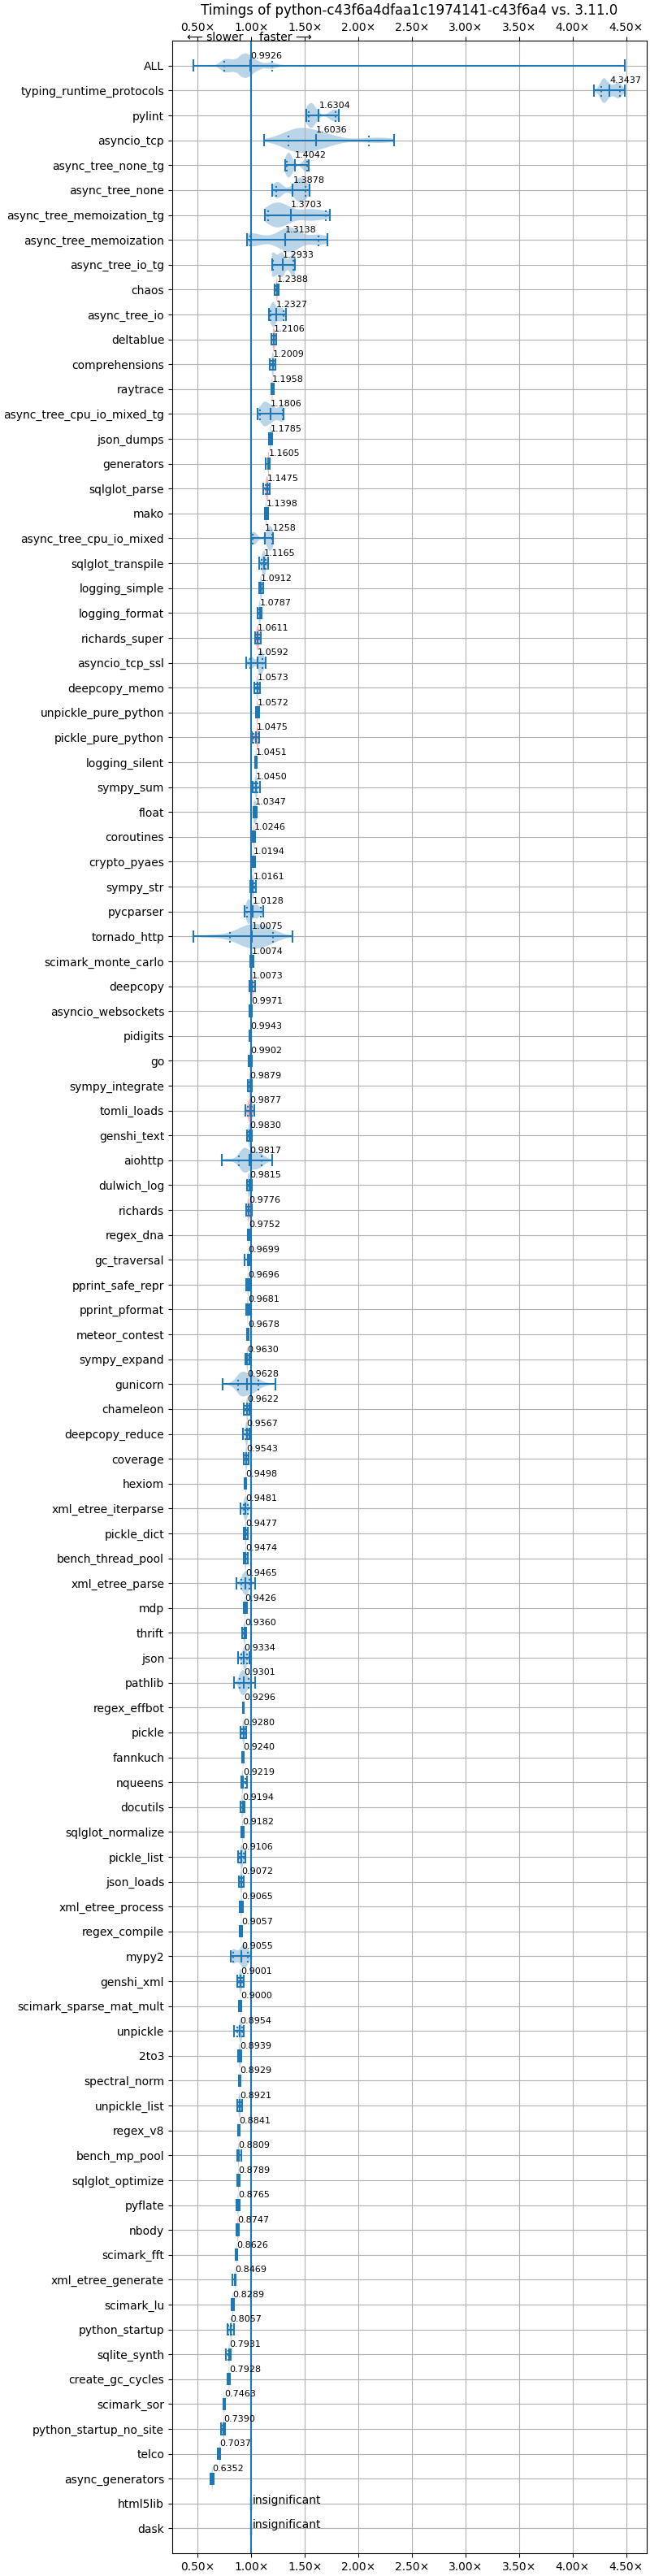 Timings of python-c43f6a4dfaa1c1974141-c43f6a4 vs. 3.11.0
0.50× 1.00× 1.50× 2.00× 2.50× 3.00× 3.50× 4.00× 4.50×
⟵ slower faster ⟶
ALL 0.9926
typing_runtime_protocols 4.3437
pylint 1.6304
asyncio_tcp 1.6036
async_tree_none_tg 1.4042
async_tree_none 1.3878
async_tree_memoization_tg 1.3703
async_tree_memoization 1.3138
async_tree_io_tg 1.2933
chaos 1.2388
async_tree_io 1.2327
deltablue 1.2106
comprehensions 1.2009
raytrace 1.1958
async_tree_cpu_io_mixed_tg 1.1806
json_dumps 1.1785
generators 1.1605
sqlglot_parse 1.1475
mako 1.1398
async_tree_cpu_io_mixed 1.1258
sqlglot_transpile 1.1165
logging_simple 1.0912
logging_format 1.0787
richards_super 1.0611
asyncio_tcp_ssl 1.0592
deepcopy_memo 1.0573
unpickle_pure_python 1.0572
pickle_pure_python 1.0475
logging_silent 1.0451
sympy_sum 1.0450
float 1.0347
coroutines 1.0246
crypto_pyaes 1.0194
sympy_str 1.0161
pycparser 1.0128
tornado_http 1.0075
scimark_monte_carlo 1.0074
deepcopy 1.0073
asyncio_websockets 0.9971
pidigits 0.9943
go 0.9902
sympy_integrate 0.9879
tomli_loads 0.9877
genshi_text 0.9830
aiohttp 0.9817
dulwich_log 0.9815
richards 0.9776
regex_dna 0.9752
gc_traversal 0.9699
pprint_safe_repr 0.9696
pprint_pformat 0.9681
meteor_contest 0.9678
sympy_expand 0.9630
gunicorn 0.9628
chameleon 0.9622
deepcopy_reduce 0.9567
coverage 0.9543
hexiom 0.9498
xml_etree_iterparse 0.9481
pickle_dict 0.9477
bench_thread_pool 0.9474
xml_etree_parse 0.9465
mdp 0.9426
thrift 0.9360
json 0.9334
pathlib 0.9301
regex_effbot 0.9296
pickle 0.9280
fannkuch 0.9240
nqueens 0.9219
docutils 0.9194
sqlglot_normalize 0.9182
pickle_list 0.9106
json_loads 0.9072
xml_etree_process 0.9065
regex_compile 0.9057
mypy2 0.9055
genshi_xml 0.9001
scimark_sparse_mat_mult 0.9000
unpickle 0.8954
2to3 0.8939
spectral_norm 0.8929
unpickle_list 0.8921
regex_v8 0.8841
bench_mp_pool 0.8809
sqlglot_optimize 0.8789
pyflate 0.8765
nbody 0.8747
scimark_fft 0.8626
xml_etree_generate 0.8469
scimark_lu 0.8289
python_startup 0.8057
sqlite_synth 0.7931
create_gc_cycles 0.7928
scimark_sor 0.7463
python_startup_no_site 0.7390
telco 0.7037
async_generators 0.6352
html5lib insignificant
dask insignificant
0.50× 1.00× 1.50× 2.00× 2.50× 3.00× 3.50× 4.00× 4.50×